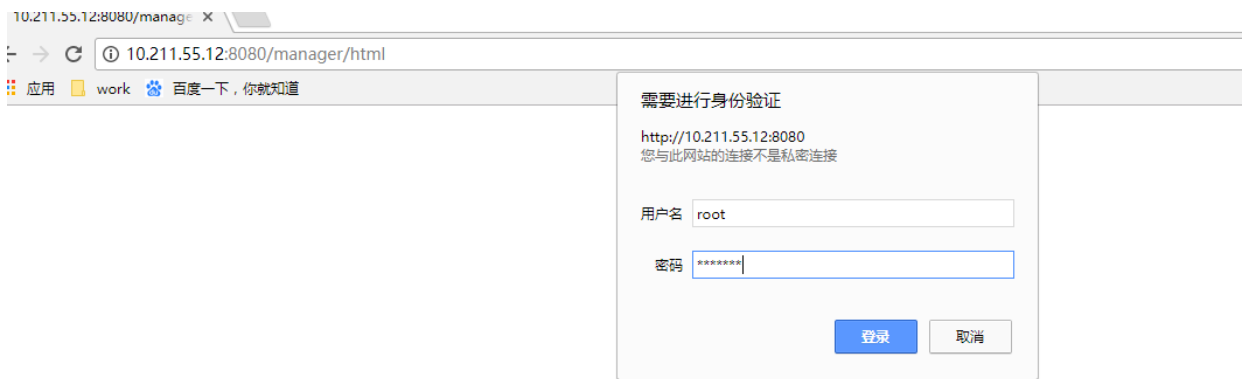 10.211.55.12:8080/manage
10.211.55.12:8080/manager/html
应用 work 百度一下，你就知道
需要进行身份验证
http://10.211.55.12:8080
您与此网站的连接不是私密连接
用户名 root
密码 *******
登录 取消